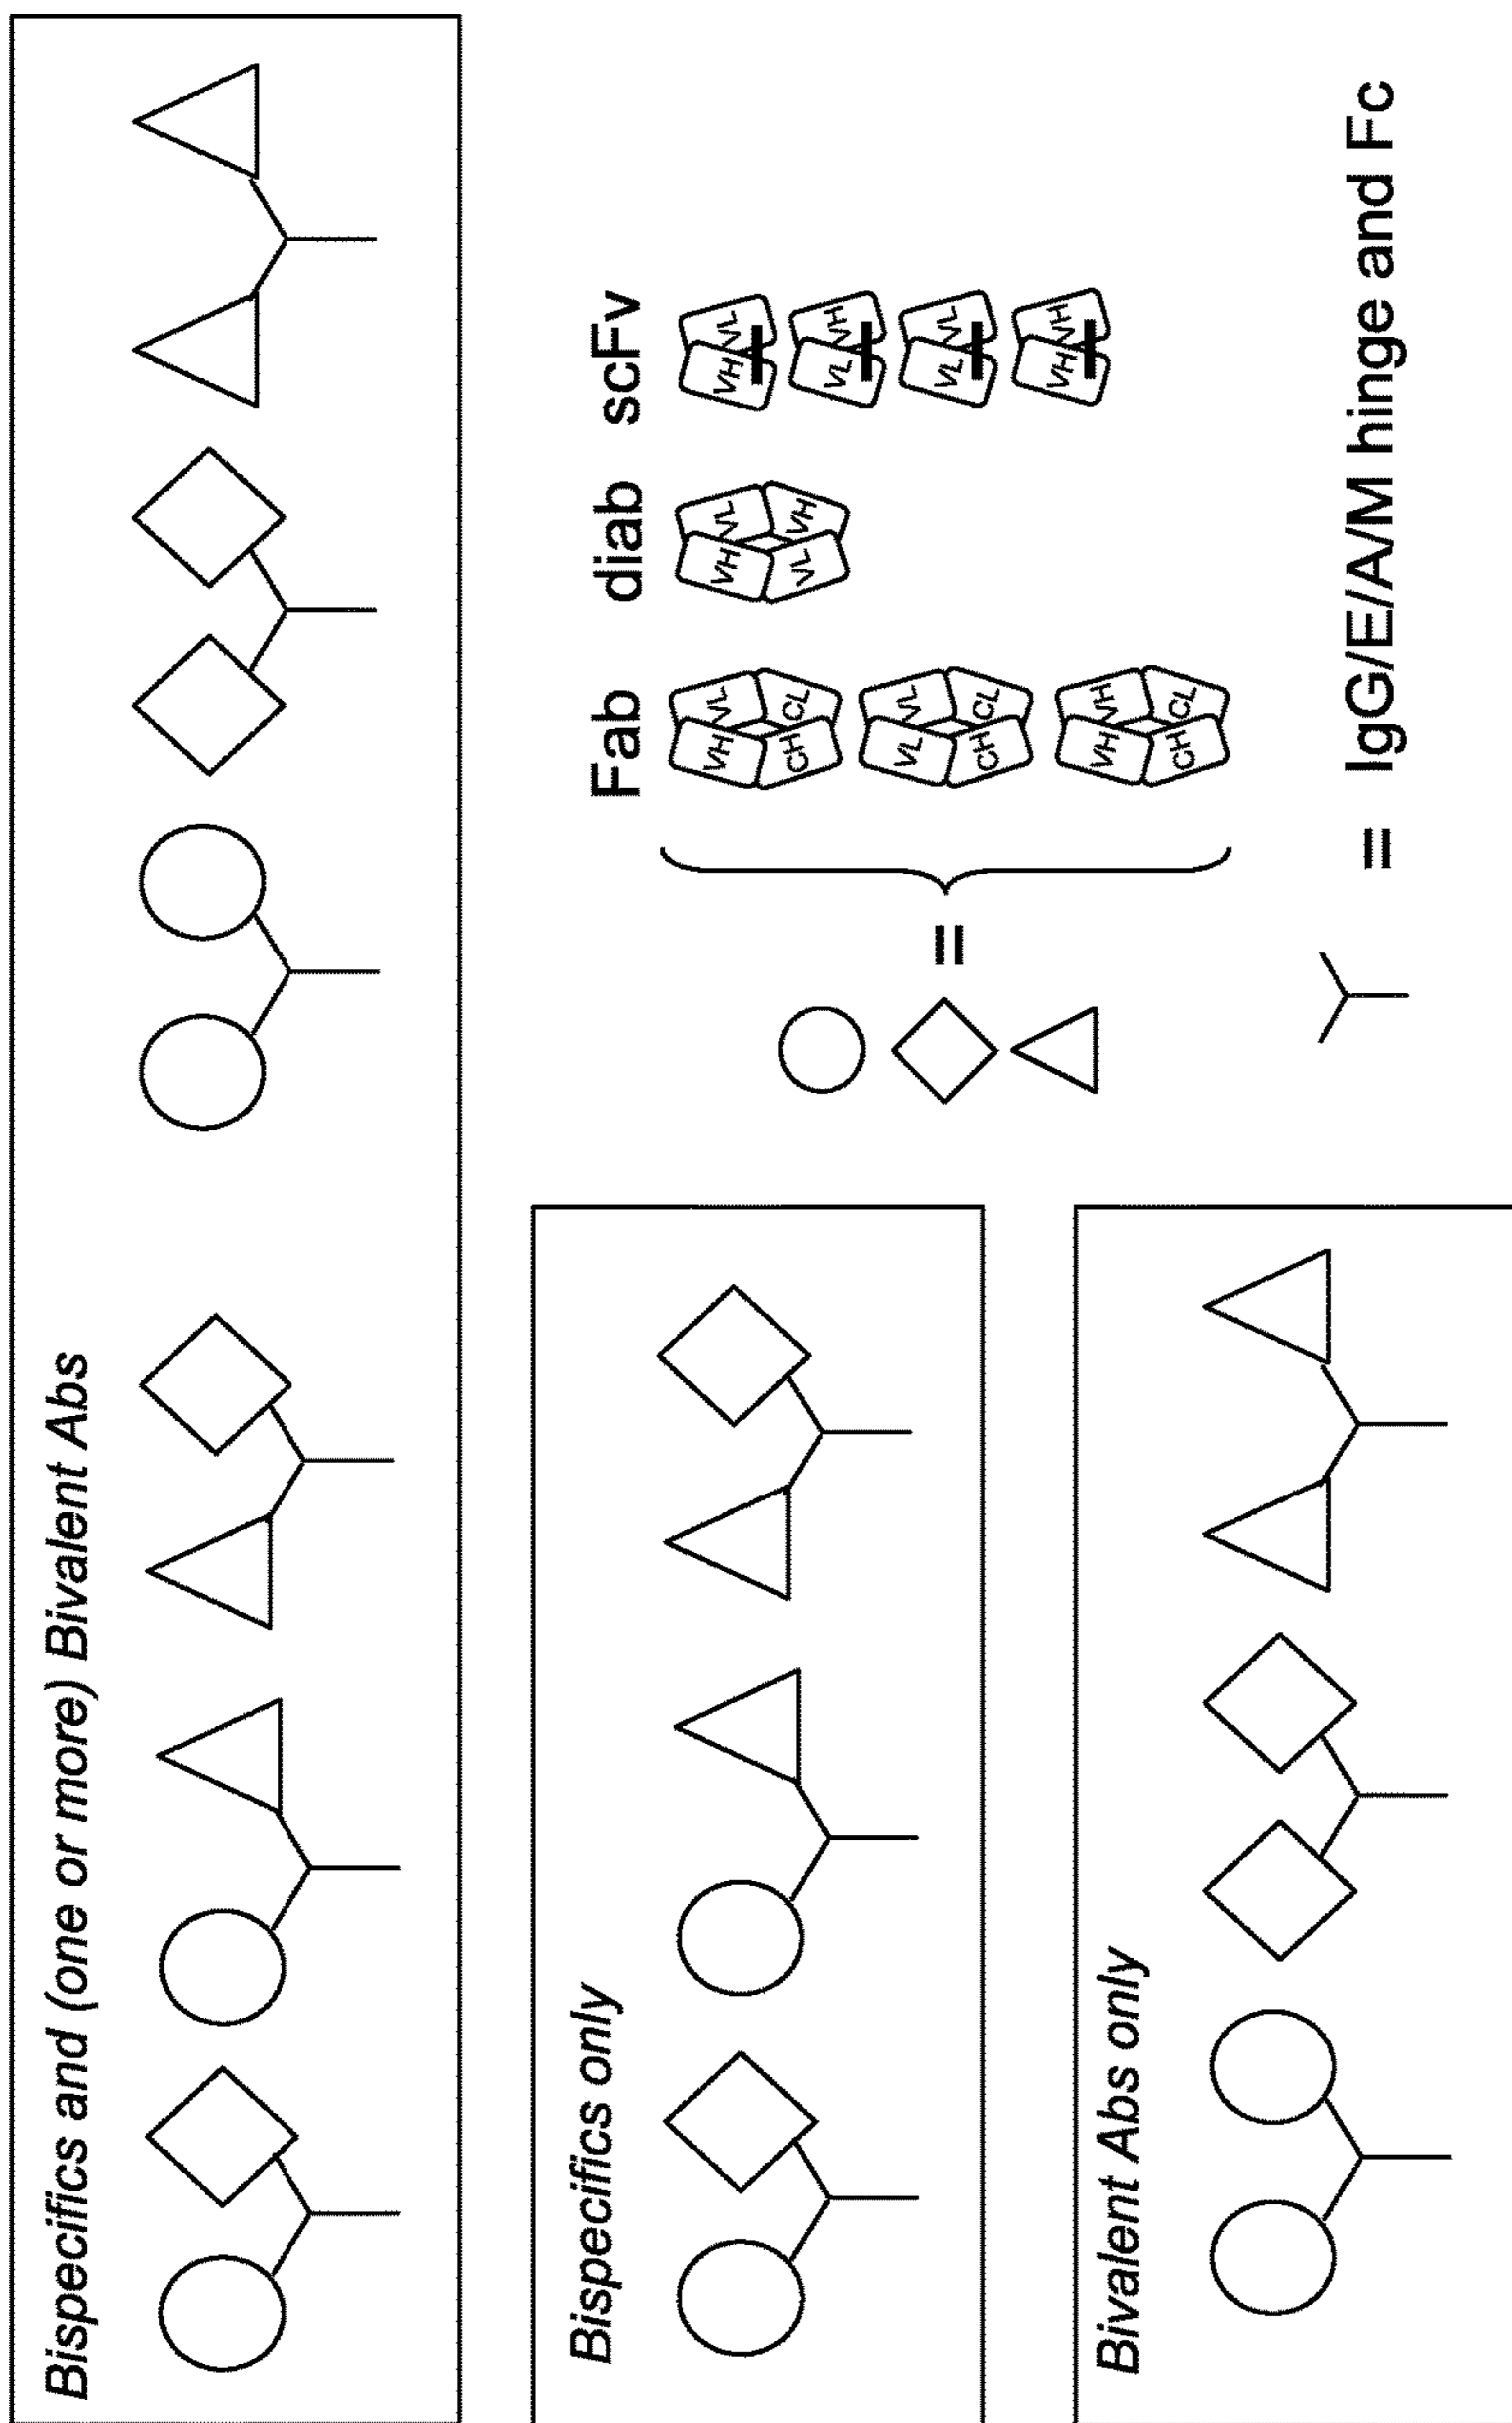 Bispecifics and (one or more) Bivalent Abs
Bispecifics only
Bivalent Abs only
Fab diab scFv
VH VL VH VL VH VL
CH CL VL VH VL VH
VL VL VL VL
CH CL
VH VH VH VH
CH CL
=
= IgG/E/A/M hinge and Fc